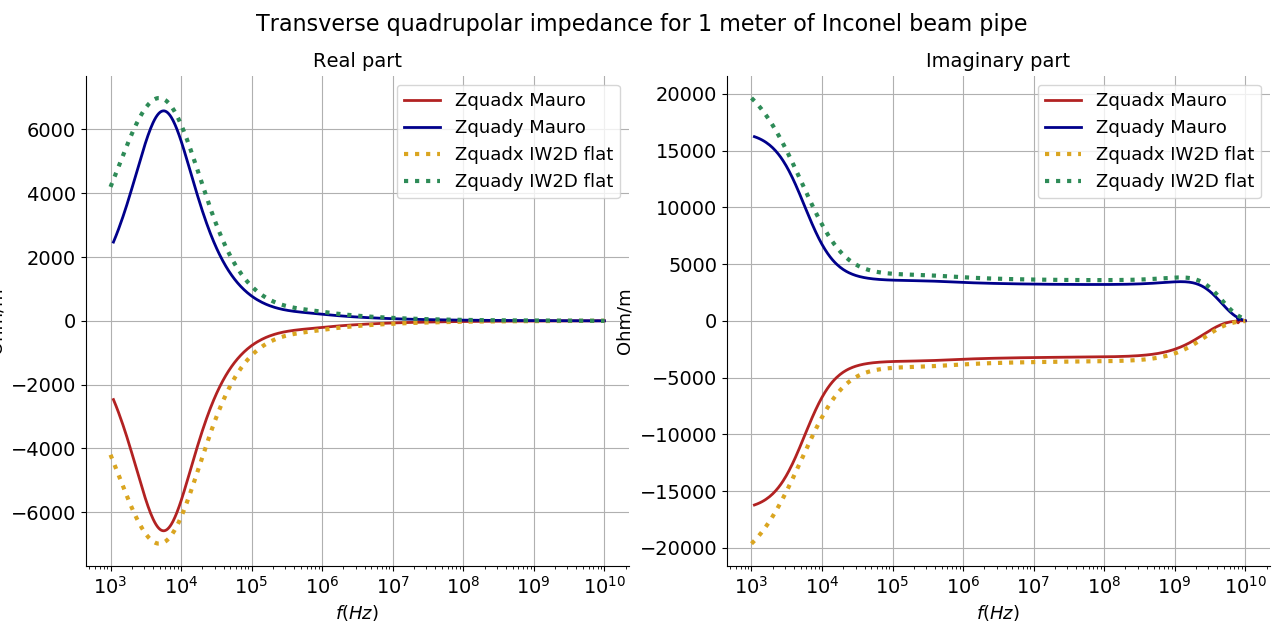 Transverse quadrupolar impedance for 1 meter of Inconel beam pipe
Real part
Zquadx Mauro
Zquady Mauro
Zquadx IW2D flat
Zquady IW2D flat
6000
4000
2000
0
−2000
−4000
−6000
10³ 10⁴ 10⁵ 10⁶ 10⁷ 10⁸ 10⁹ 10¹⁰
f(Hz)
Imaginary part
Ohm/m
Zquadx Mauro
Zquady Mauro
Zquadx IW2D flat
Zquady IW2D flat
20000
15000
10000
5000
0
−5000
−10000
−15000
−20000
10³ 10⁴ 10⁵ 10⁶ 10⁷ 10⁸ 10⁹ 10¹⁰
f(Hz)